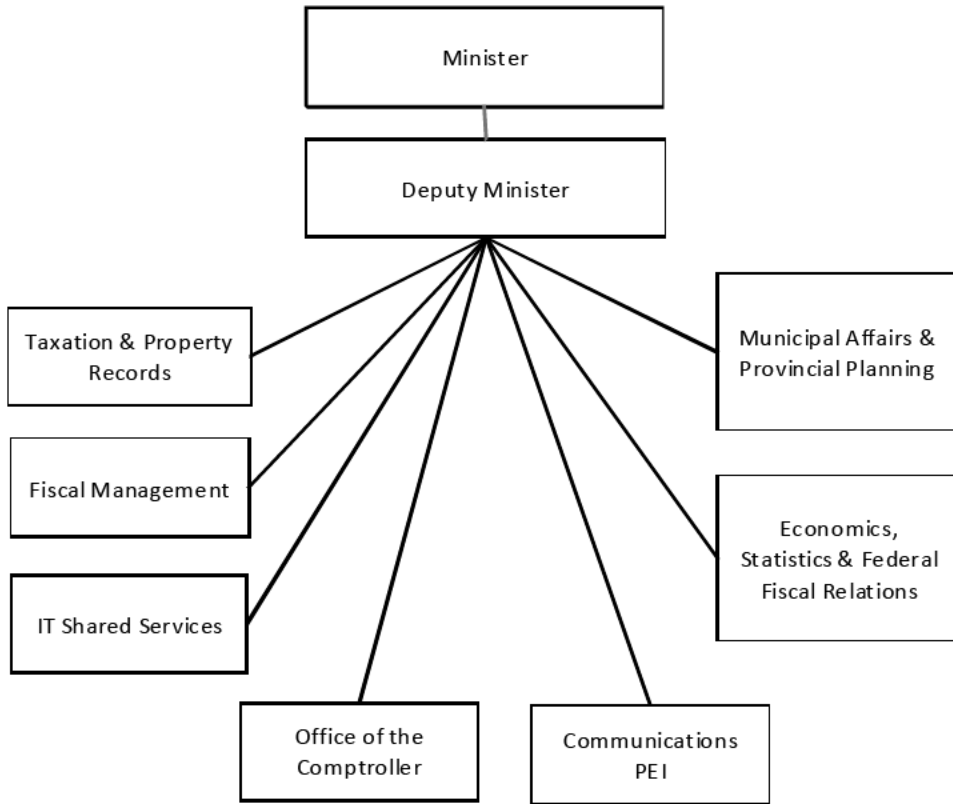 Minister
Deputy Minister
Taxation & Property
Records
Municipal Affairs &
Provincial Planning
Fiscal Management
Economics,
Statistics & Federal
Fiscal Relations
IT Shared Services
Office of the
Comptroller
Communications
PEI